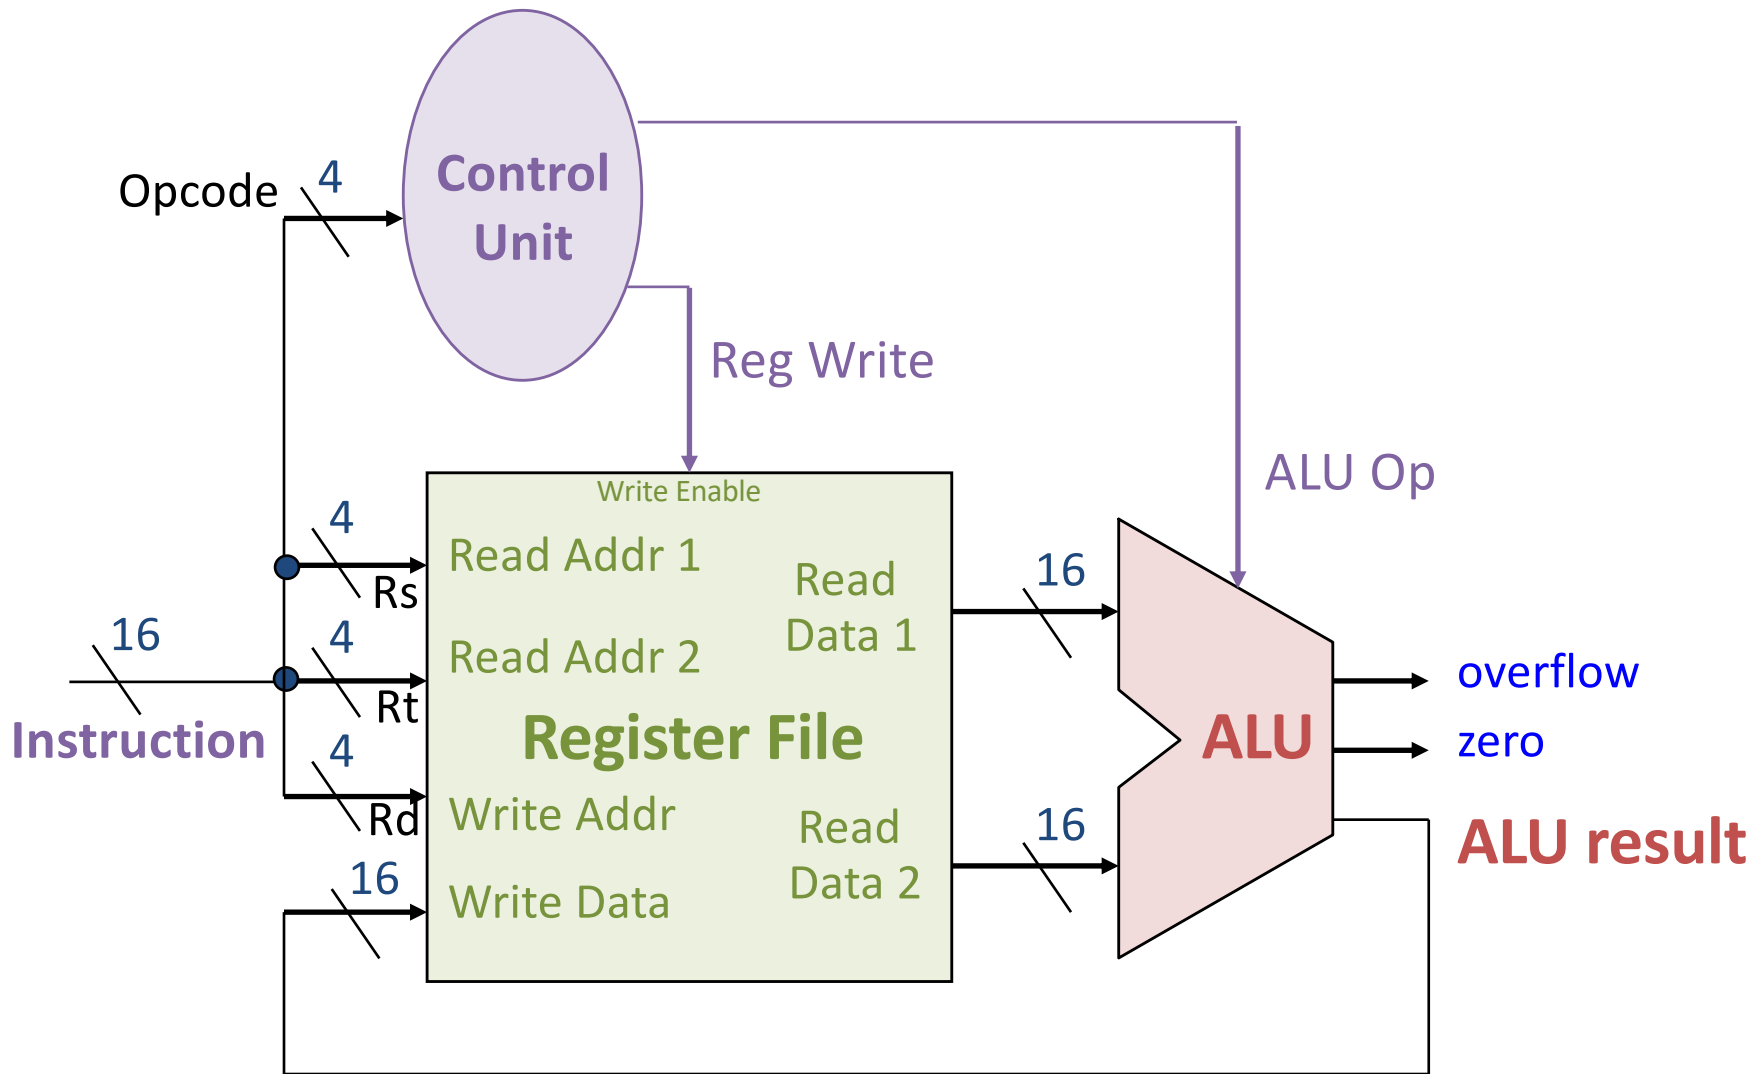 Opcode
4
Control
Unit
Reg Write
ALU Op
Write Enable
4
Read Addr 1
Rs
Read
Data 1
16
16
4
Read Addr 2
Rt
Instruction
Register File
ALU
overflow
zero
4
Write Addr
Rd
Read
Data 2
16
ALU result
16
Write Data